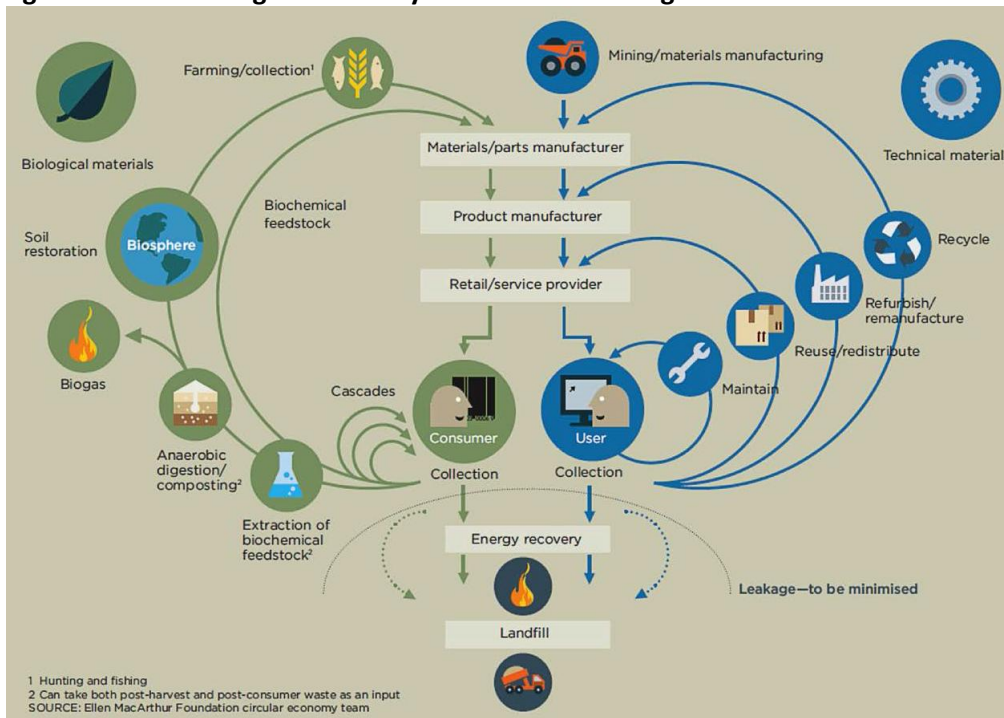 Farming/collection¹
Mining/materials manufacturing
Biological materials
Materials/parts manufacturer
Technical material
Biochemical
feedstock
Product manufacturer
Soil
restoration
Biosphere
Recycle
Retail/service provider
Refurbish/
remanufacture
Biogas
Reuse/redistribute
Cascades
Maintain
Consumer
User
Anaerobic
digestion/
composting²
Collection
Collection
Extraction of
biochemical
feedstock²
Energy recovery
Leakage—to be minimised
Landfill
1 Hunting and fishing
2 Can take both post-harvest and post-consumer waste as an input
SOURCE: Ellen MacArthur Foundation circular economy team